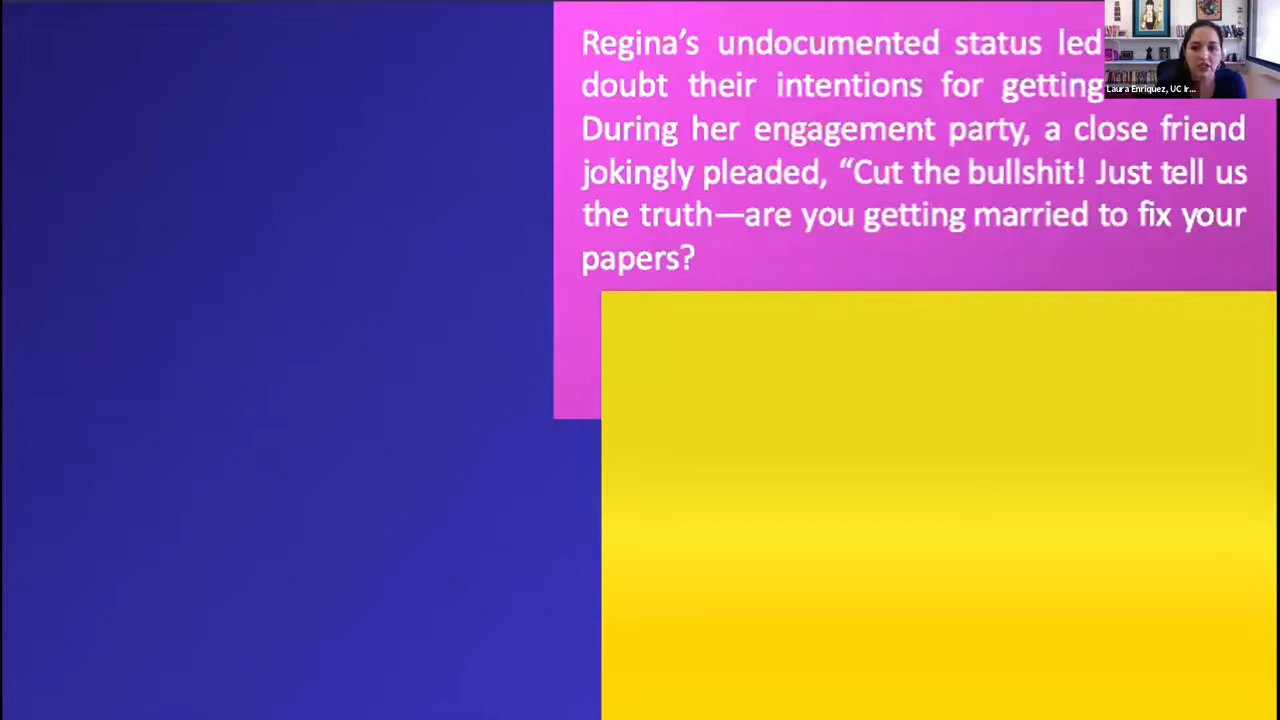 Regina’s undocumented status led
doubt their intentions for getting
During her engagement party, a close friend
jokingly pleaded, “Cut the bullshit! Just tell us
the truth—are you getting married to fix your
papers?
Laura Enriquez, UC Ir...